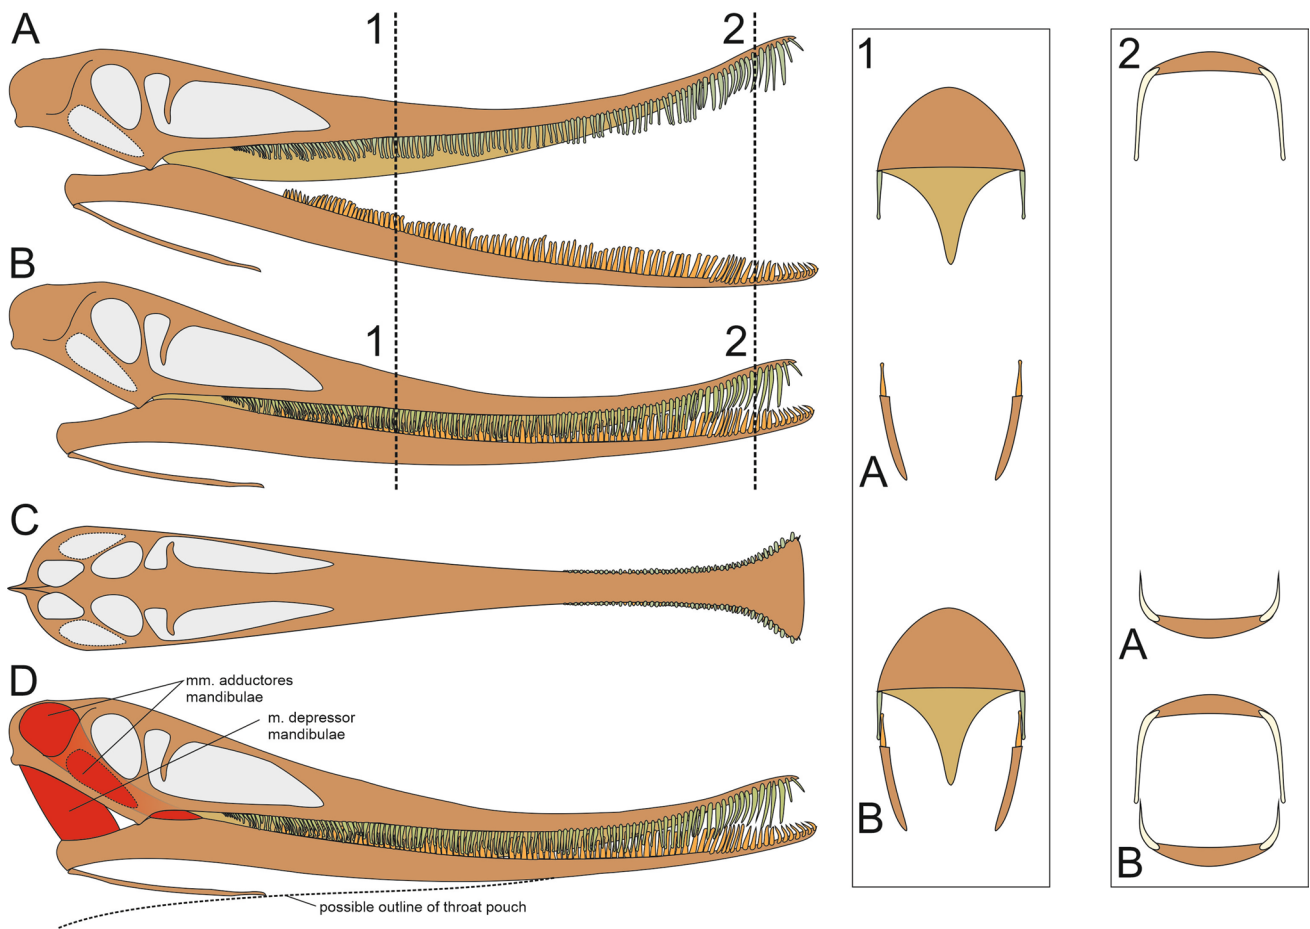 A
1
2
B
1
2
C
D
mm. adductores
mandibulae
m. depressor
mandibulae
possible outline of throat pouch
1
A
B
2
A
B